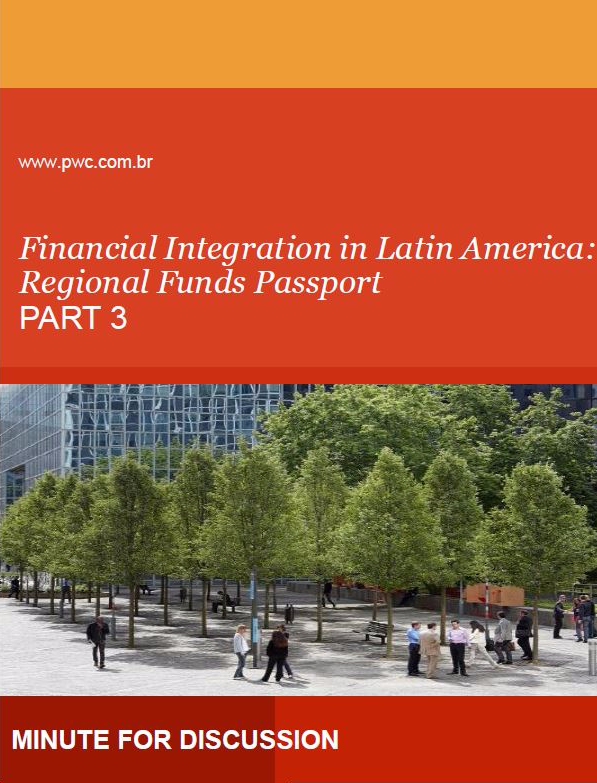 www.pwc.com.br
Financial Integration in Latin America:
Regional Funds Passport
PART 3
MINUTE FOR DISCUSSION